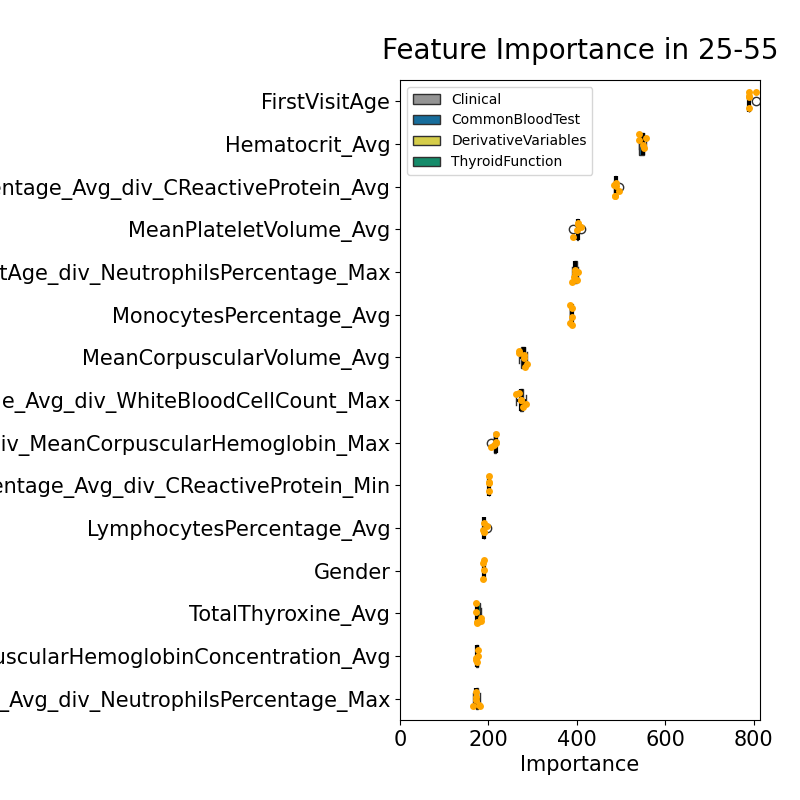 Feature Importance in 25-55
Clinical
CommonBloodTest
DerivativeVariables
ThyroidFunction
FirstVisitAge
Hematocrit_Avg
entage_Avg_div_CReactiveProtein_Avg
MeanPlateletVolume_Avg
tAge_div_NeutrophilsPercentage_Max
MonocytesPercentage_Avg
MeanCorpuscularVolume_Avg
e_Avg_div_WhiteBloodCellCount_Max
iv_MeanCorpuscularHemoglobin_Max
entage_Avg_div_CReactiveProtein_Min
LymphocytesPercentage_Avg
Gender
TotalThyroxine_Avg
uscularHemoglobinConcentration_Avg
_Avg_div_NeutrophilsPercentage_Max
0 200 400 600 800
Importance